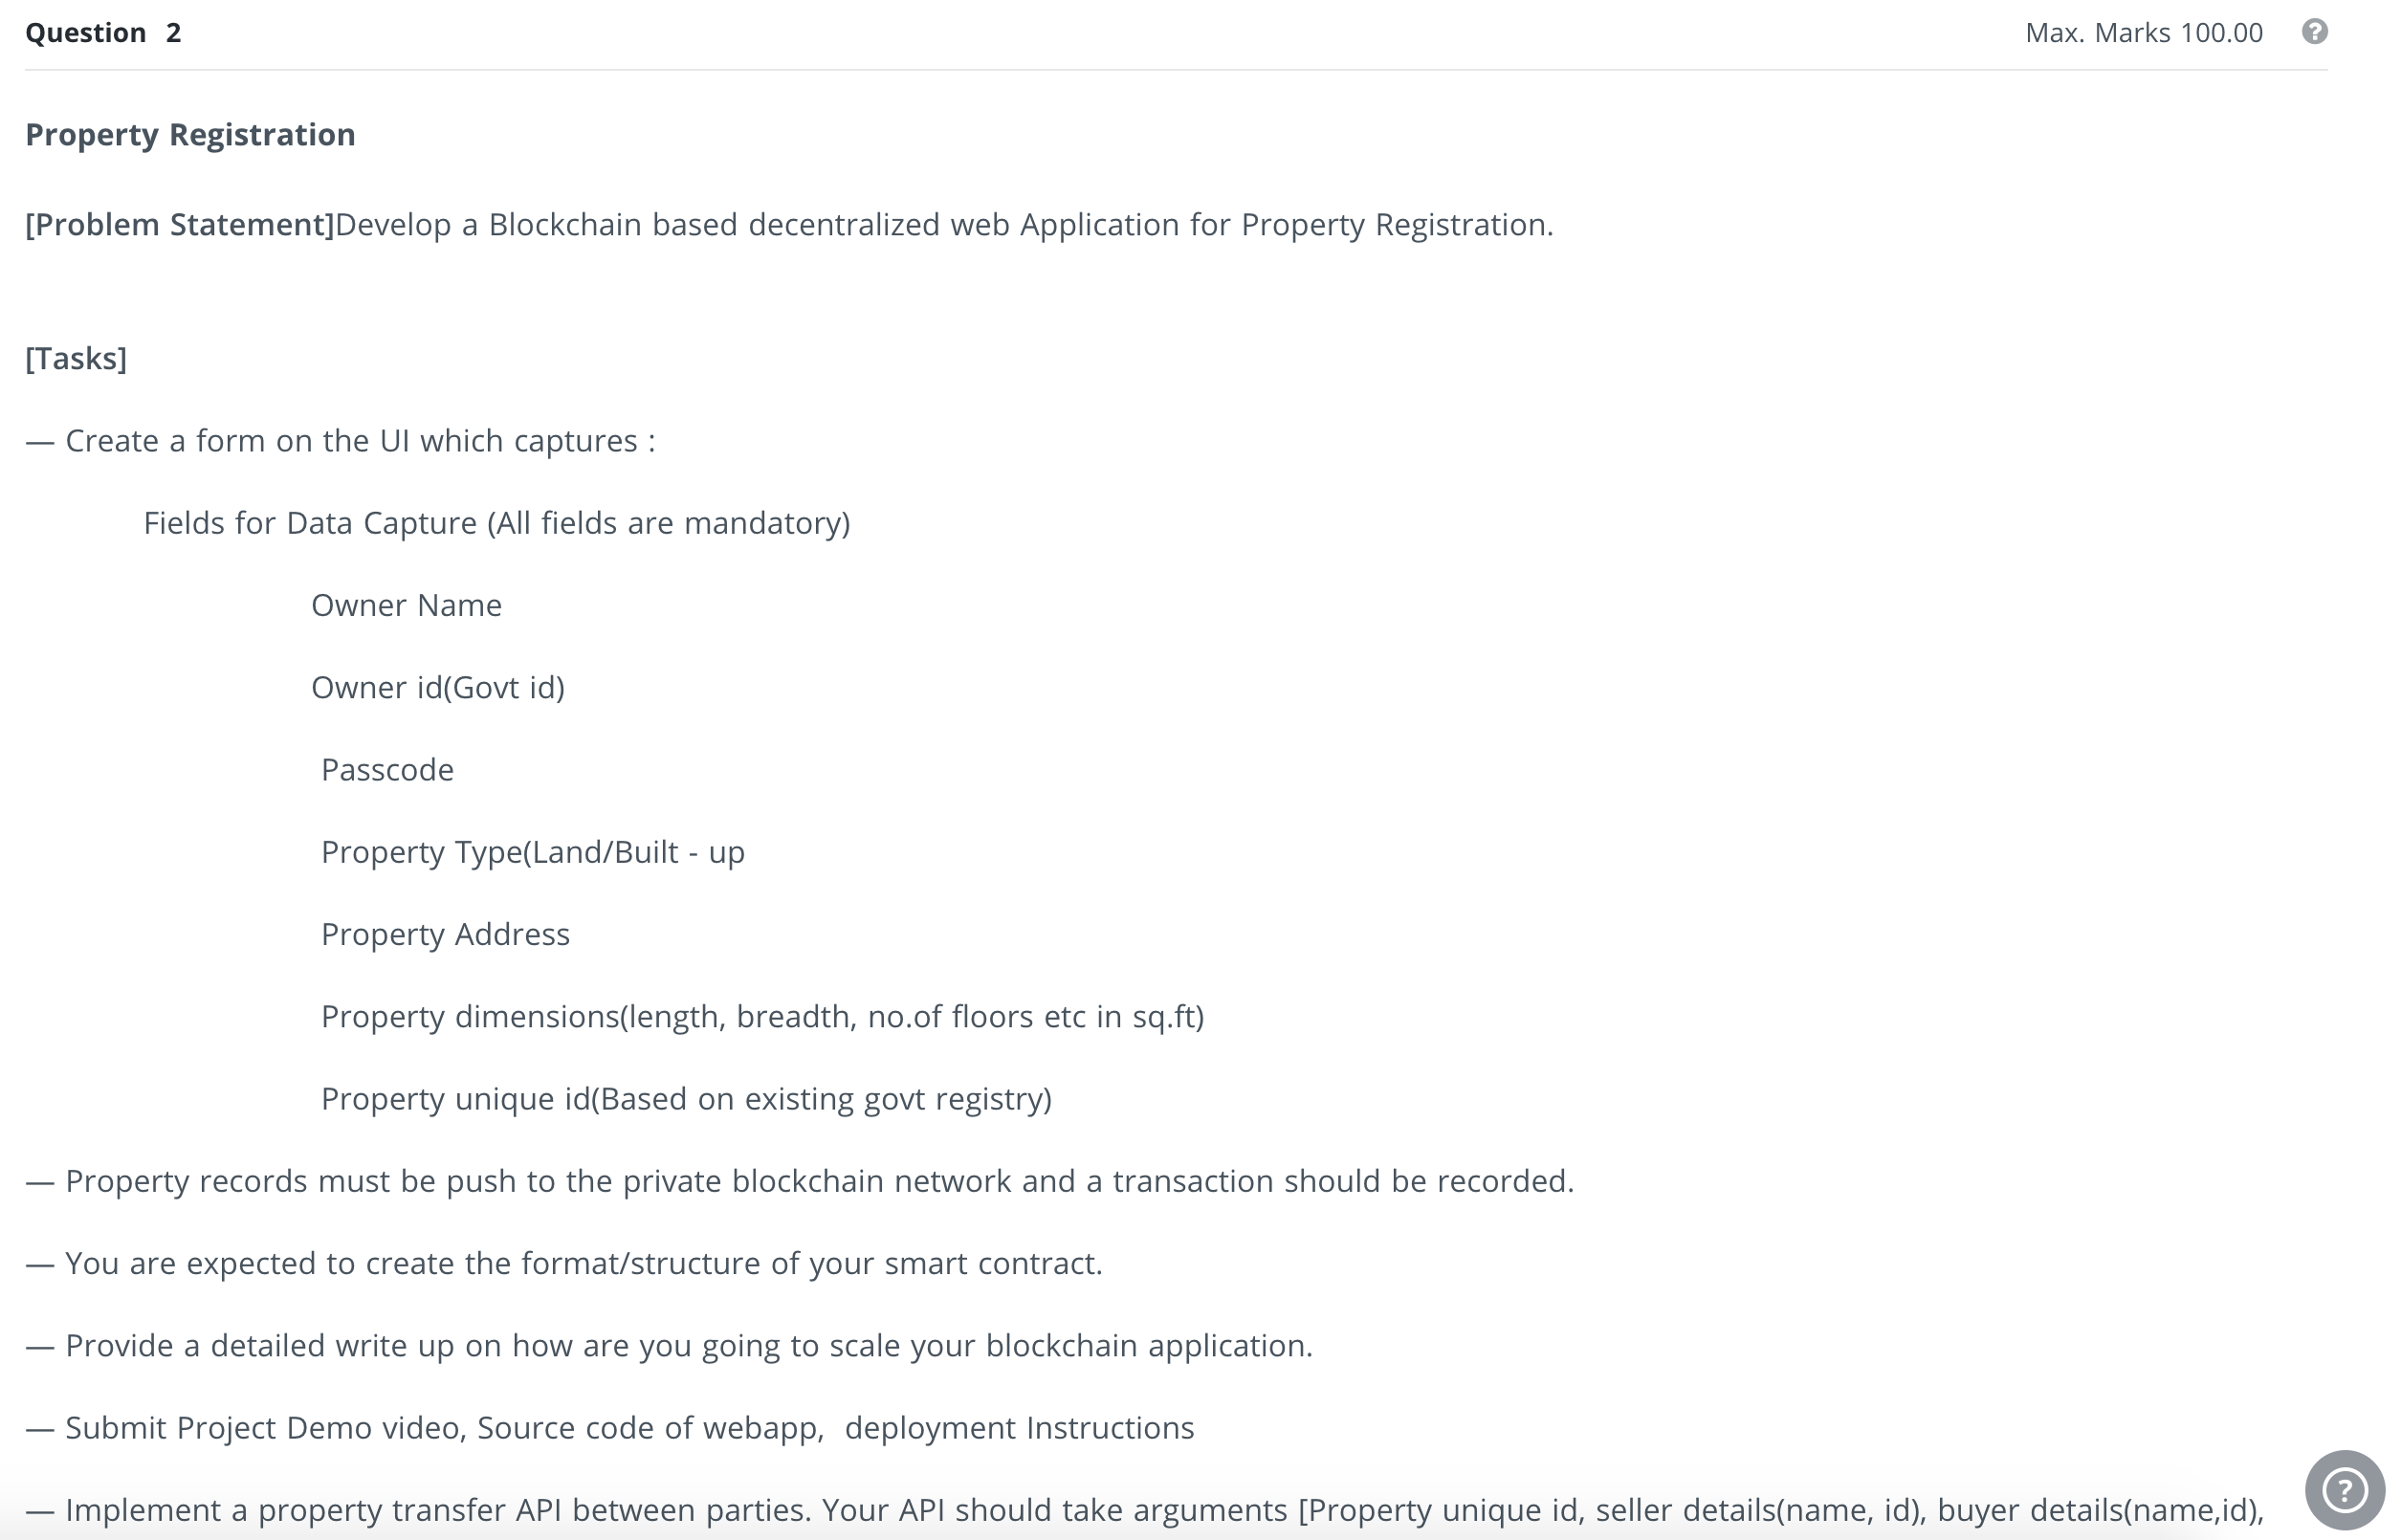 Question 2 Max. Marks 100.00 ?
Property Registration
[Problem Statement]Develop a Blockchain based decentralized web Application for Property Registration.
[Tasks]
— Create a form on the UI which captures :
Fields for Data Capture (All fields are mandatory)
Owner Name
Owner id(Govt id)
Passcode
Property Type(Land/Built - up
Property Address
Property dimensions(length, breadth, no.of floors etc in sq.ft)
Property unique id(Based on existing govt registry)
— Property records must be push to the private blockchain network and a transaction should be recorded.
— You are expected to create the format/structure of your smart contract.
— Provide a detailed write up on how are you going to scale your blockchain application.
— Submit Project Demo video, Source code of webapp,  deployment Instructions
— Implement a property transfer API between parties. Your API should take arguments [Property unique id, seller details(name, id), buyer details(name,id), ?